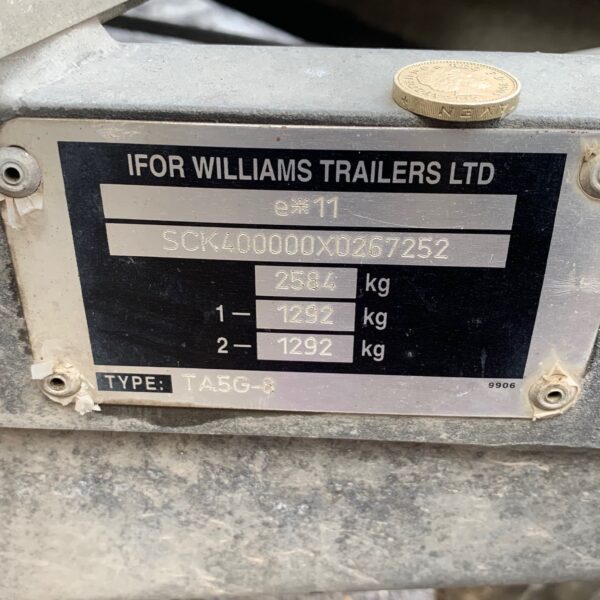 IFOR WILLIAMS TRAILERS LTD
e*11
SCK400000X0267252
2584 kg
1- 1292 kg
2- 1292 kg
TYPE: TA5G-8
9906